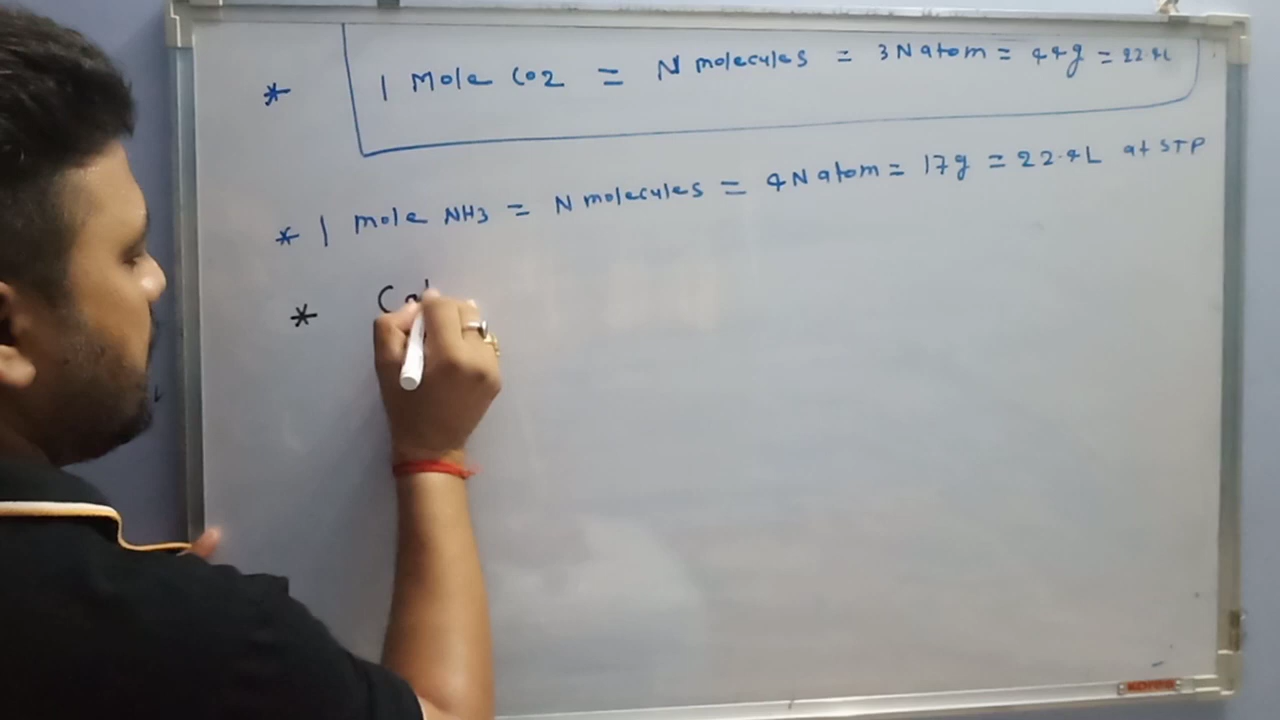 * 1 Mole CO2 = N molecules = 3N atom = 44g = 22.4L
* 1 mole NH3 = N molecules = 4N atom = 17g = 22.4L at STP
*